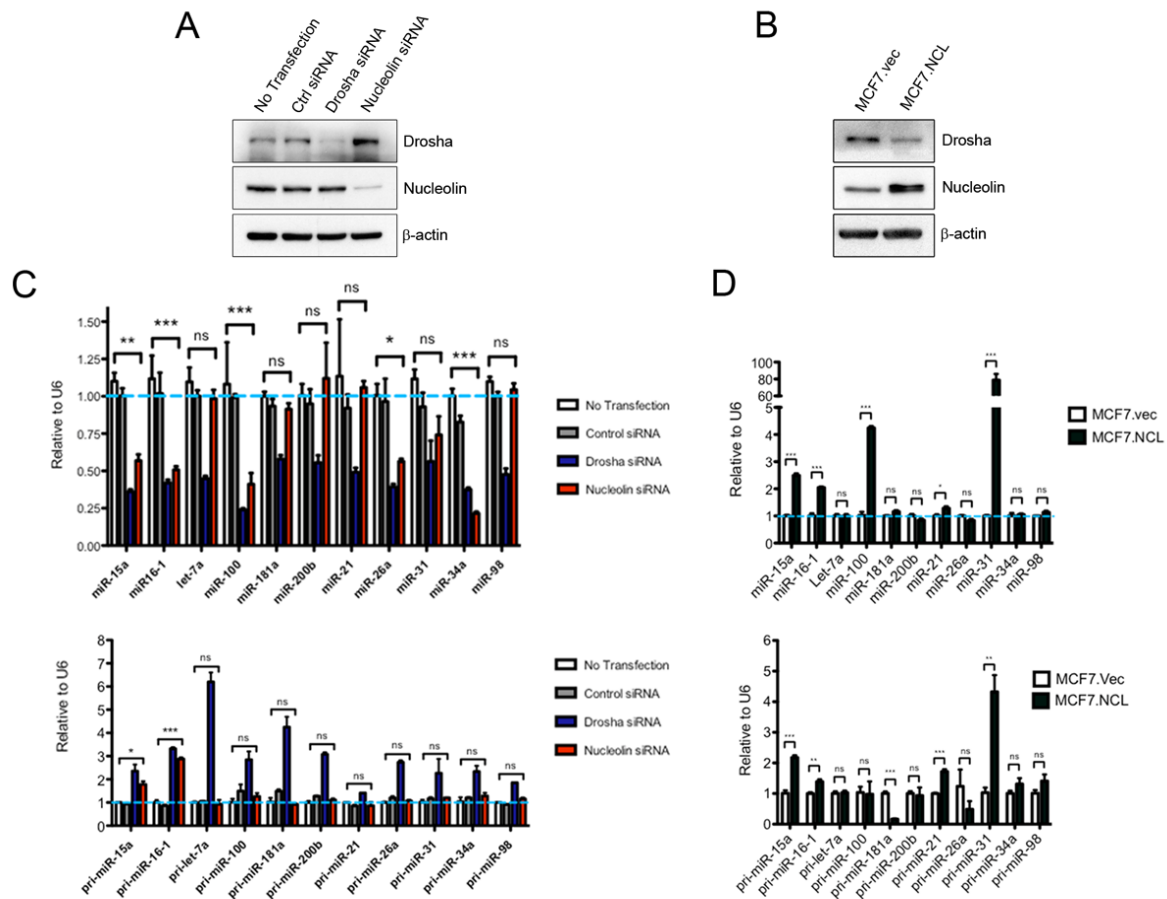 A
No Transfection
Ctrl siRNA
Drosha siRNA
Nucleolin siRNA
Drosha
Nucleolin
β-actin
B
MCF7.vec
MCF7.NCL
Drosha
Nucleolin
β-actin
C
Relative to U6
1.50
1.25
1.00
0.75
0.50
0.25
0.00
** *** ns *** ns ns ns * ns *** ns
miR-15a
miR16-1
let-7a
miR-100
miR-181a
miR-200b
miR-21
miR-26a
miR-31
miR-34a
miR-98
No Transfection
Control siRNA
Drosha siRNA
Nucleolin siRNA
D
Relative to U6
100
80
60
5
4
3
2
1
0
*** *** ns *** ns ns * ns *** ns ns
miR-15a
miR-16-1
Let-7a
miR-100
miR-181a
miR-200b
miR-21
miR-26a
miR-31
miR-34a
miR-98
MCF7.vec
MCF7.NCL
Relative to U6
8
7
6
5
4
3
2
1
0
* *** ns ns ns ns ns ns ns ns ns
pri-miR-15a
pri-miR-16-1
pri-let-7a
pri-miR-100
pri-miR-181a
pri-miR-200b
pri-miR-21
pri-miR-26a
pri-miR-31
pri-miR-34a
pri-miR-98
No Transfection
Control siRNA
Drosha siRNA
Nucleolin siRNA
Relative to U6
6
5
4
3
2
1
0
*** ** ns ns *** ns *** ns ** ns ns
pri-miR-15a
pri-miR-16-1
pri-let-7a
pri-miR-100
pri-miR-181a
pri-miR-200b
pri-miR-21
pri-miR-26a
pri-miR-31
pri-miR-34a
pri-miR-98
MCF7.Vec
MCF7.NCL